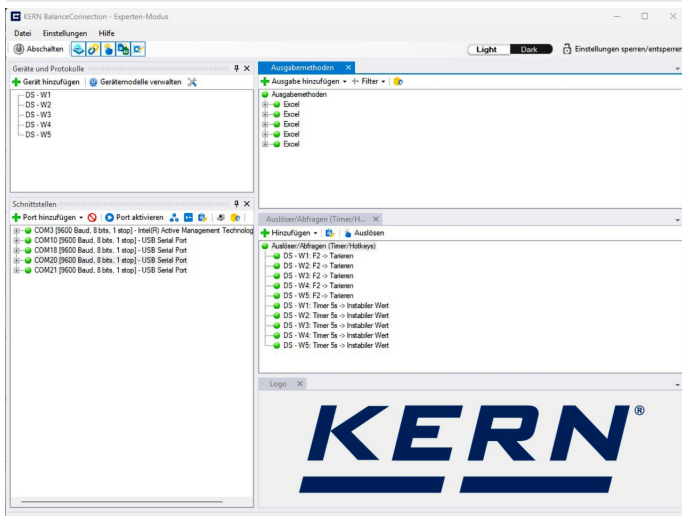 KERN BalanceConnection - Experten-Modus
Datei Einstellungen Hilfe
Abschalten
Light Dark Einstellungen sperren/entsperren
Geräte und Protokolle
Gerät hinzufügen Gerätemodelle verwalten
DS - W1
DS - W2
DS - W3
DS - W4
DS - W5
Ausgabemethoden
Ausgabe hinzufügen Filter
Ausgabemethoden
Excel
Excel
Excel
Excel
Excel
Schnittstellen
Port hinzufügen Port aktivieren
COM3 [9600 Baud, 8 bits, 1 stop] - Intel(R) Active Management Technolog
COM10 [9600 Baud, 8 bits, 1 stop] - USB Serial Port
COM18 [9600 Baud, 8 bits, 1 stop] - USB Serial Port
COM20 [9600 Baud, 8 bits, 1 stop] - USB Serial Port
COM21 [9600 Baud, 8 bits, 1 stop] - USB Serial Port
Auslöser/Abfragen (Timer/H...
Hinzufügen Auslösen
Auslöser/Abfragen (Timer/Hotkeys)
DS - W1: F2 -> Tarieren
DS - W2: F2 -> Tarieren
DS - W3: F2 -> Tarieren
DS - W4: F2 -> Tarieren
DS - W5: F2 -> Tarieren
DS - W1: Timer 5s -> Instabiler Wert
DS - W2: Timer 5s -> Instabiler Wert
DS - W3: Timer 5s -> Instabiler Wert
DS - W4: Timer 5s -> Instabiler Wert
DS - W5: Timer 5s -> Instabiler Wert
Logo
KERN®